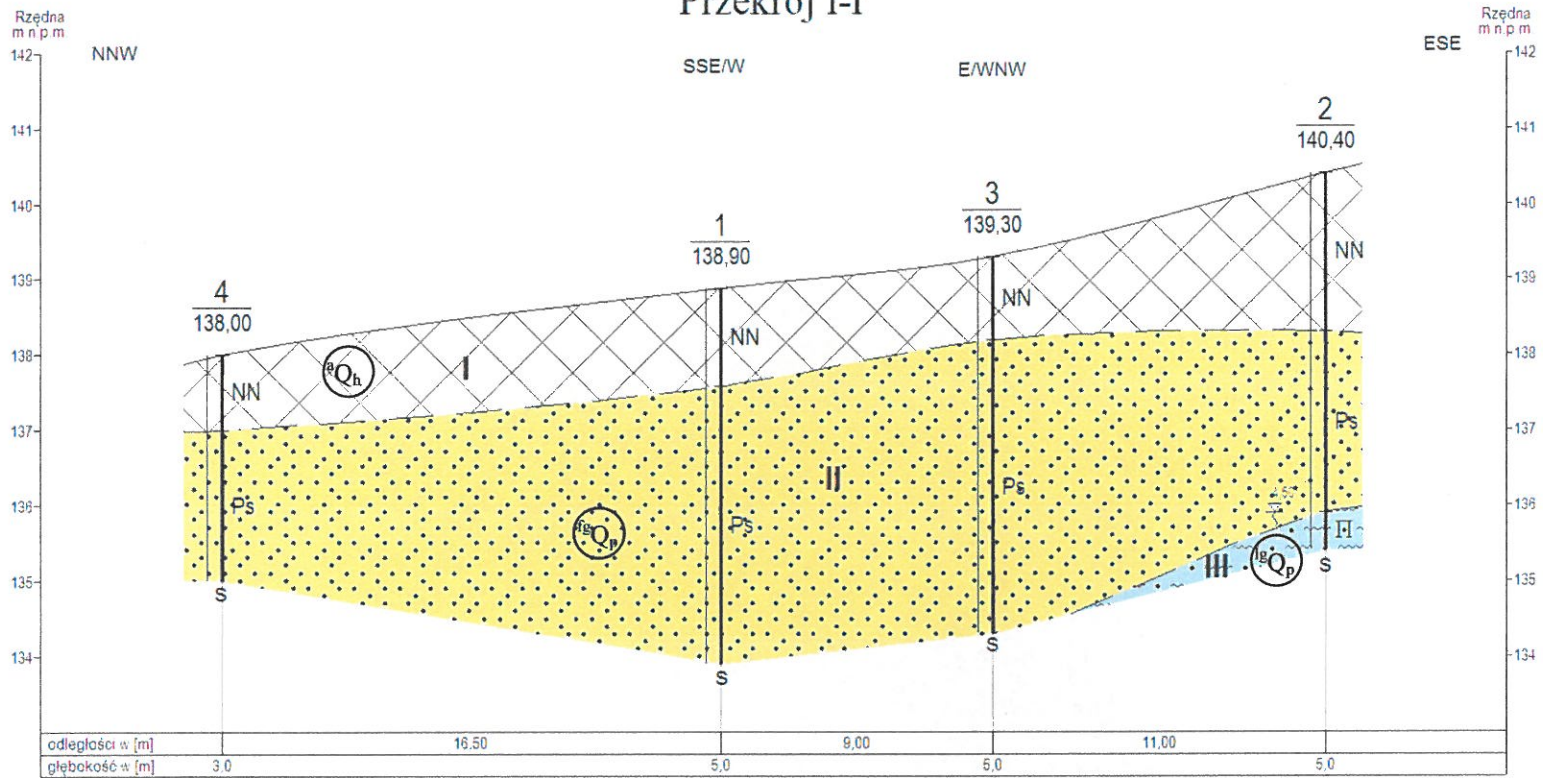 Przekrój I-I
Rzędna
m n.p.m
Rzędna
m n.p.m
NNW
SSE/W
E/WNW
ESE
142
141
140
139
138
137
136
135
134
142
141
140
139
138
137
136
135
134
4
138,00
1
138,90
3
139,30
2
140,40
NN
NN
NN
NN
aQh
I
Ps
Ps
Ps
Ps
fgQp
II
III
lgQp
Π
S
S
S
S
odległości w [m]
16.50
9,00
11,00
głębokość w [m]
3.0
5,0
5,0
5,0